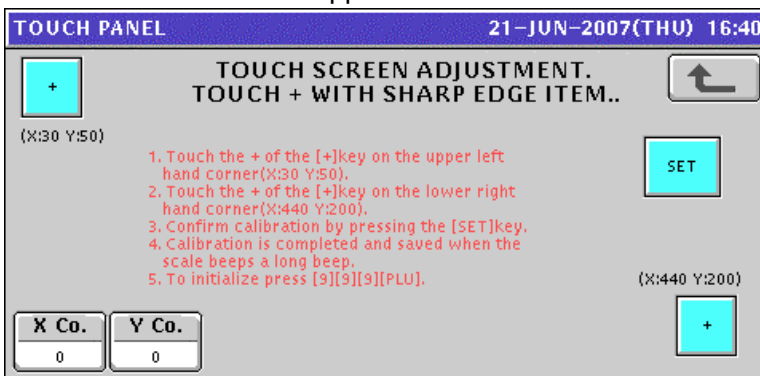 TOUCH PANEL 21-JUN-2007(THU) 16:40
+
TOUCH SCREEN ADJUSTMENT.
TOUCH + WITH SHARP EDGE ITEM..
(X:30 Y:50)
1. Touch the + of the [+]key on the upper left
hand corner(X:30 Y:50).
2. Touch the + of the [+]key on the lower right
hand corner(X:440 Y:200).
3. Confirm calibration by pressing the [SET]key.
4. Calibration is completed and saved when the
scale beeps a long beep.
5. To initialize press [9][9][9][PLU].
SET
(X:440 Y:200)
+
X Co. Y Co.
0 0